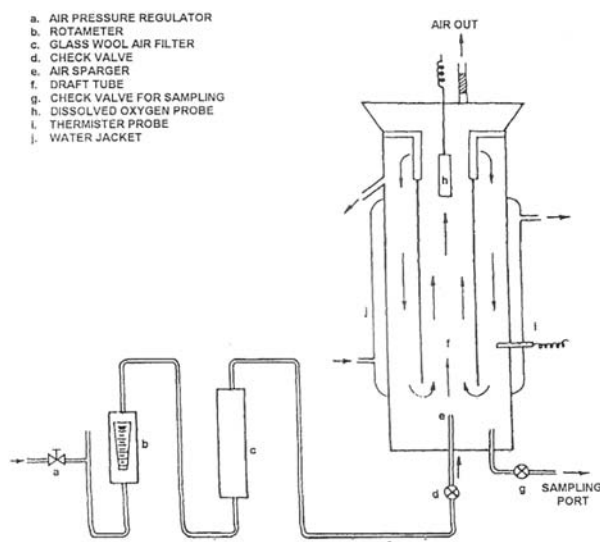 a. AIR PRESSURE REGULATOR
b. ROTAMETER
c. GLASS WOOL AIR FILTER
d. CHECK VALVE
e. AIR SPARGER
f. DRAFT TUBE
g. CHECK VALVE FOR SAMPLING
h. DISSOLVED OXYGEN PROBE
i. THERMISTER PROBE
j. WATER JACKET
AIR OUT
h
j
i
f
e
b
c
a
d
g
SAMPLING
PORT